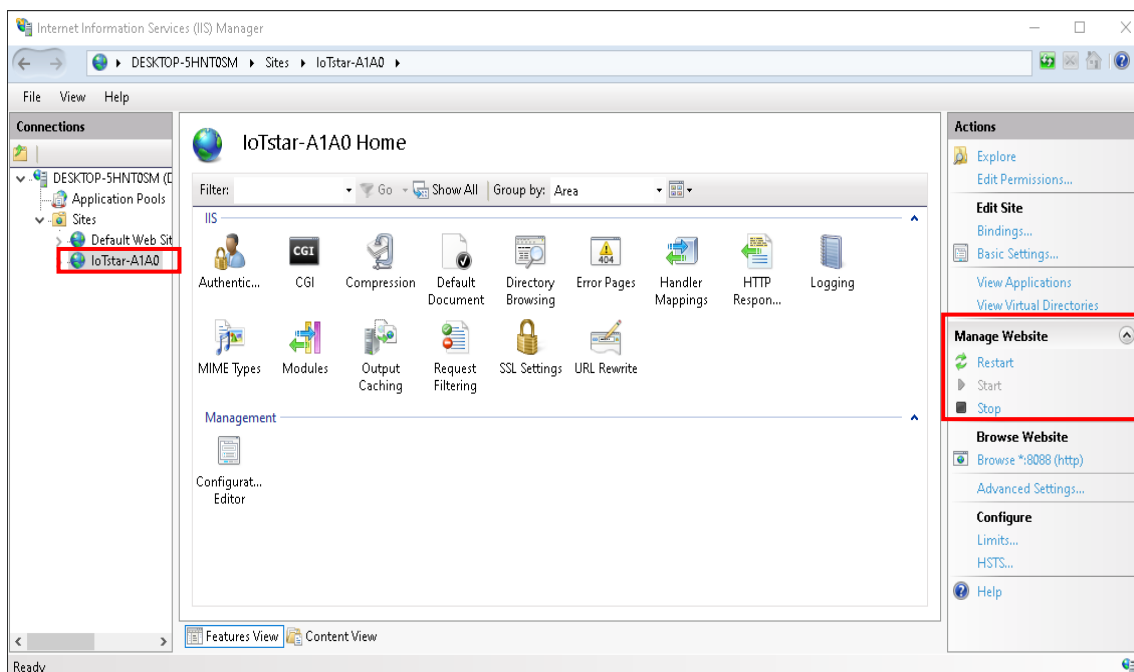 Internet Information Services (IIS) Manager
DESKTOP-5HNT0SM Sites IoTstar-A1A0
File View Help
Connections
DESKTOP-5HNT0SM (D
Application Pools
Sites
Default Web Sit
IoTstar-A1A0
IoTstar-A1A0 Home
Filter: Go Show All Group by: Area
IIS
Authentic... CGI Compression Default Document Directory Browsing Error Pages Handler Mappings HTTP Respon... Logging
MIME Types Modules Output Caching Request Filtering SSL Settings URL Rewrite
Management
Configurat... Editor
Features View Content View
Actions
Explore
Edit Permissions...
Edit Site
Bindings...
Basic Settings...
View Applications
View Virtual Directories
Manage Website
Restart
Start
Stop
Browse Website
Browse *:8088 (http)
Advanced Settings...
Configure
Limits...
HSTS...
Help
Ready